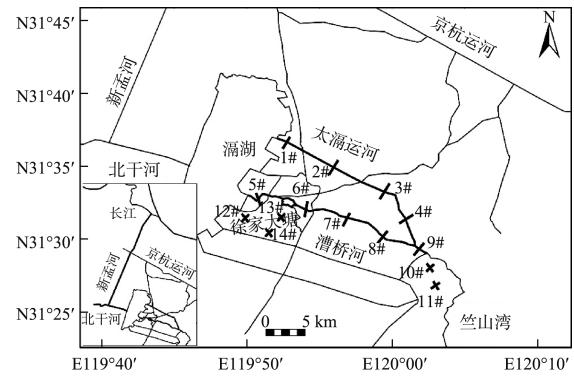 N31°45′
N31°40′
N31°35′
N31°30′
N31°25′
E119°40′
E119°50′
E120°00′
E120°10′
N
京杭运河
新孟河
太滆运河
滆湖
北干河
1#
2#
3#
4#
5#
6#
7#
8#
9#
10#
11#
12#
13#
14#
徐家大塘
漕桥河
竺山湾
0 5 km
长江
京杭运河
新孟河
北干河